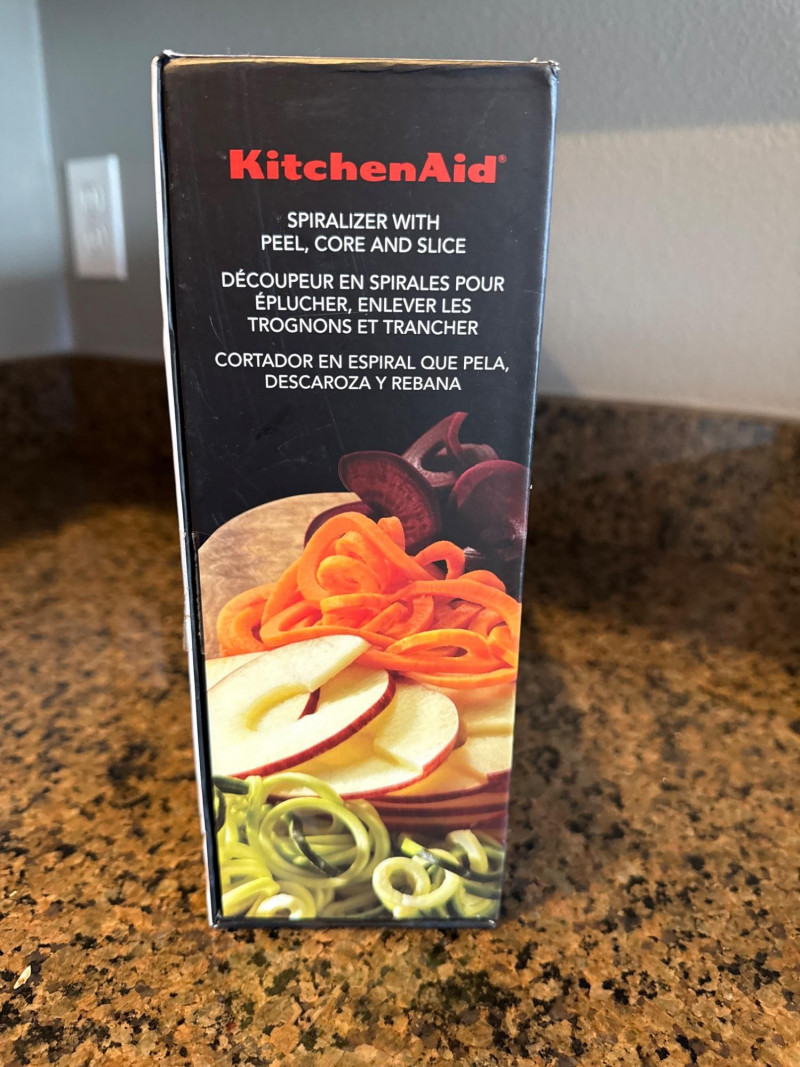 KitchenAid®
SPIRALIZER WITH
PEEL, CORE AND SLICE
DÉCOUPEUR EN SPIRALES POUR
ÉPLUCHER, ENLEVER LES
TROGNONS ET TRANCHER
CORTADOR EN ESPIRAL QUE PELA,
DESCAROZA Y REBANA